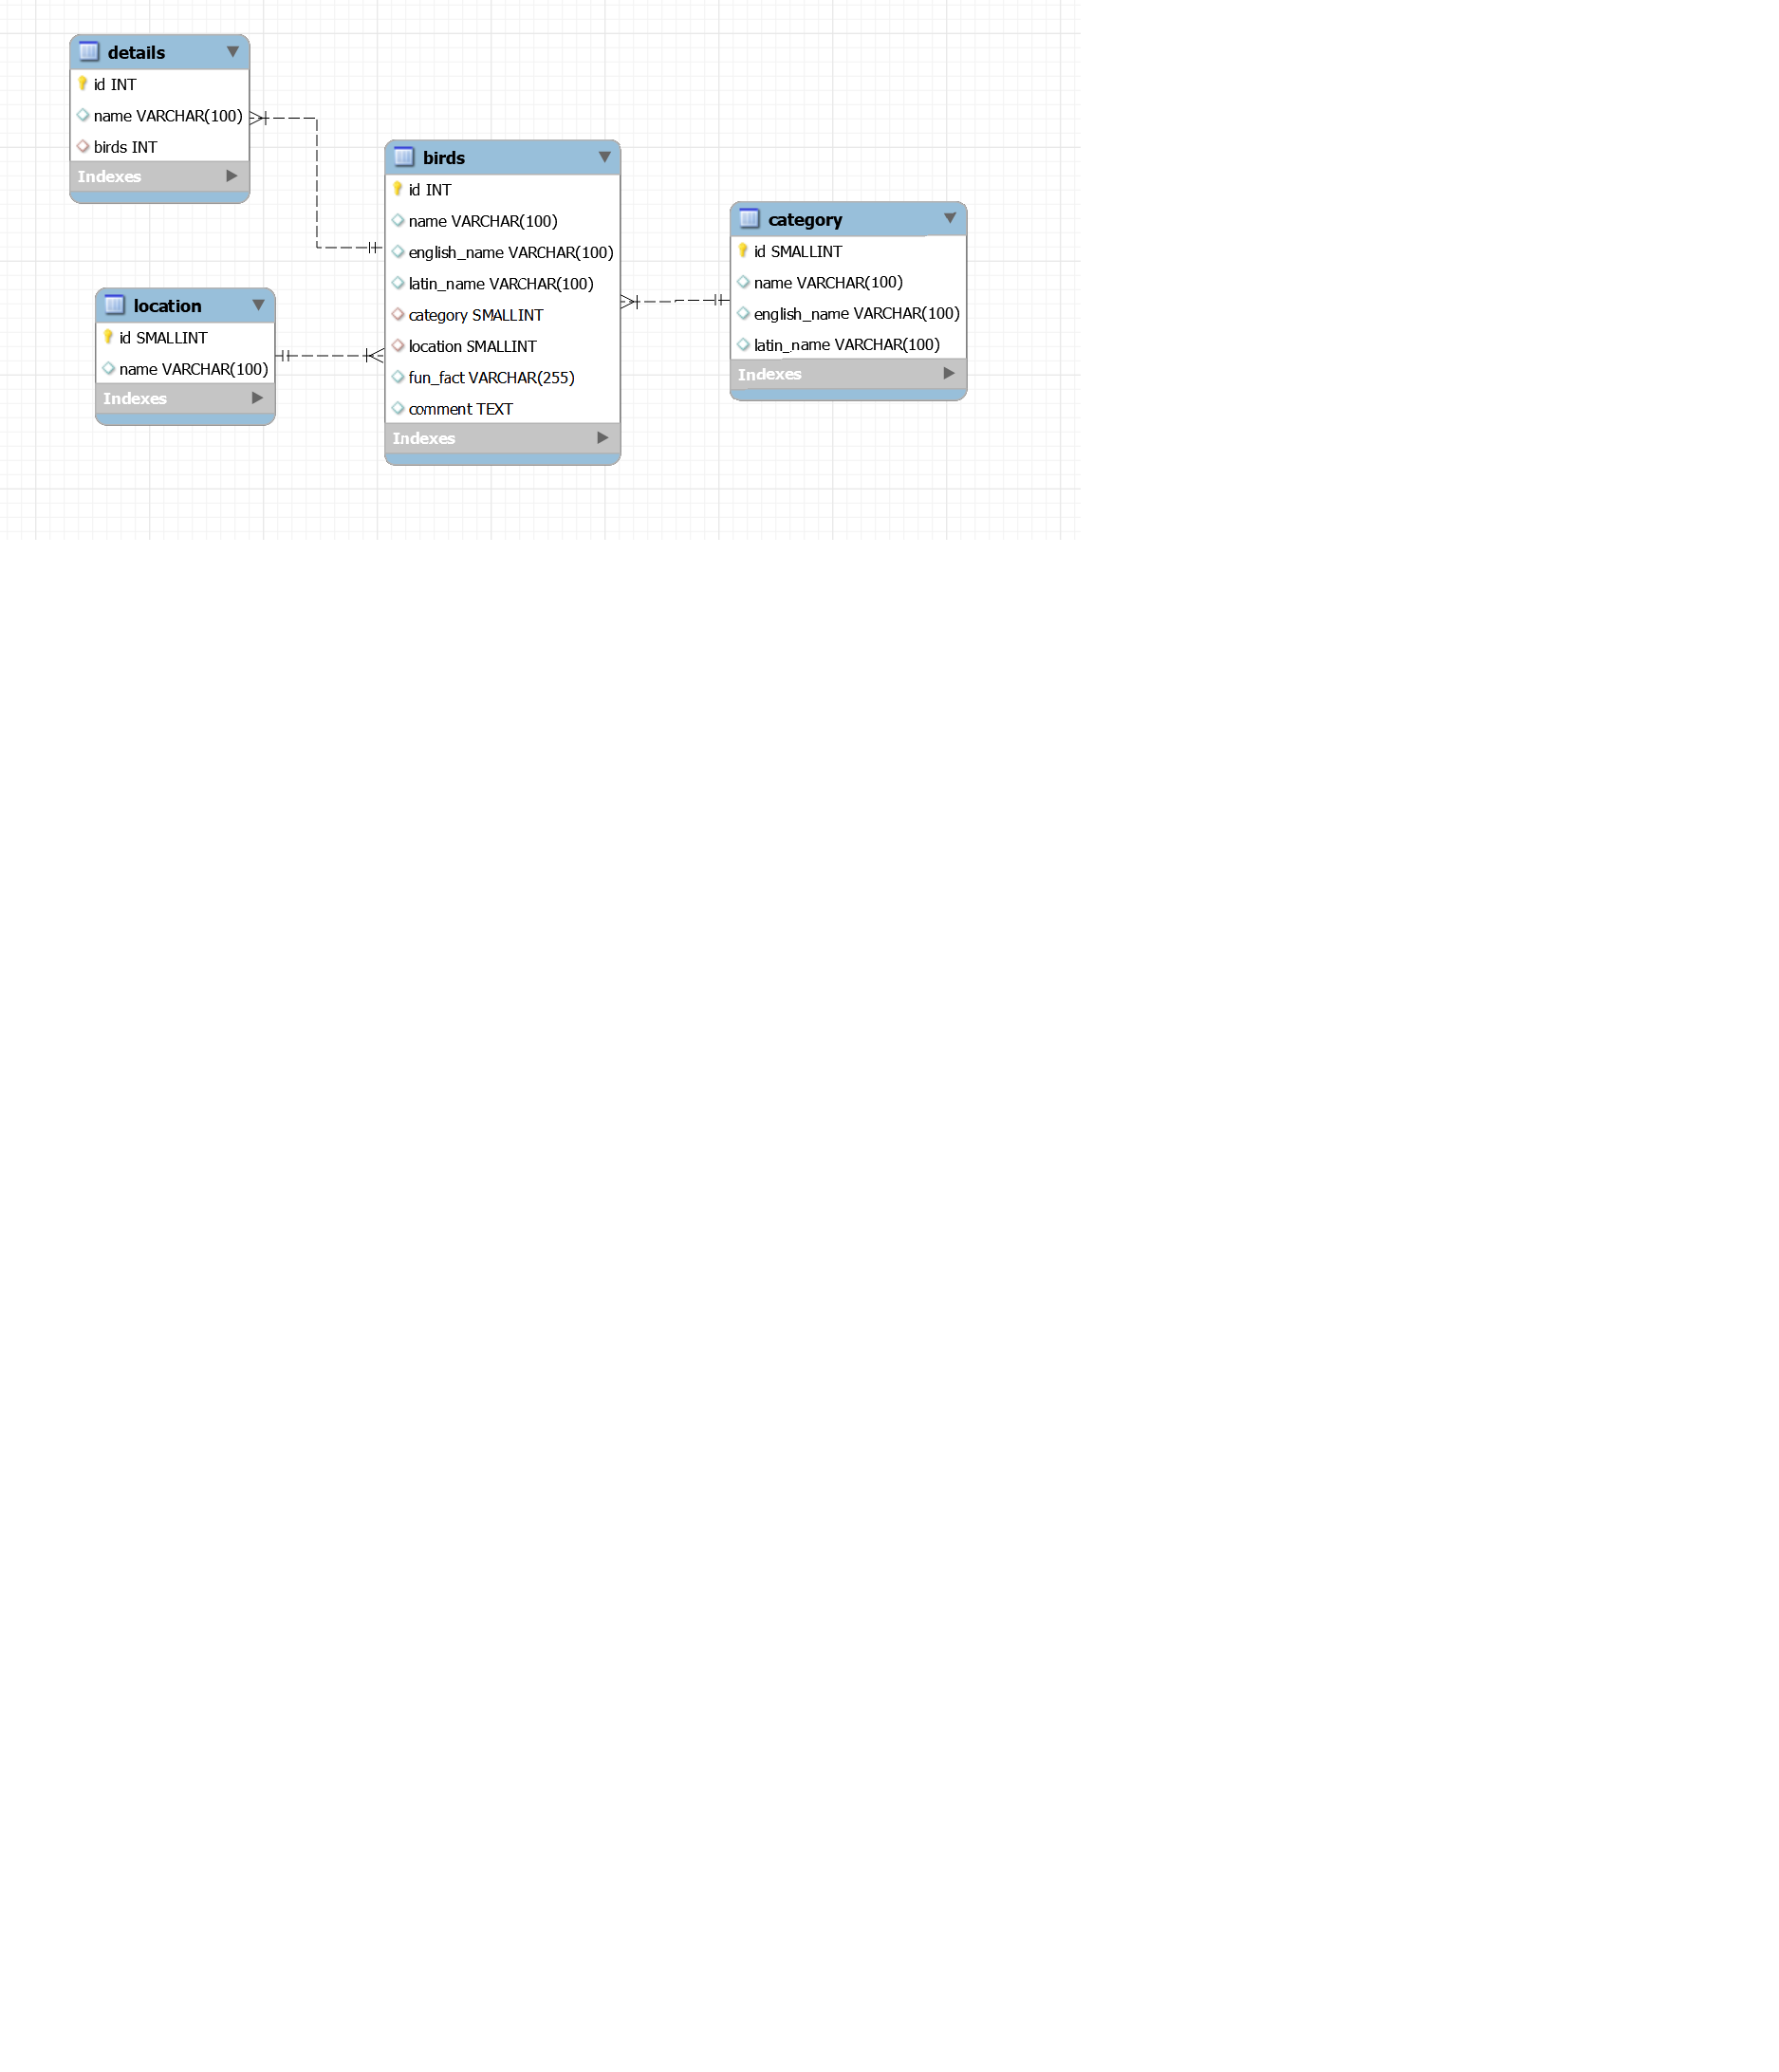 details
id INT
name VARCHAR(100)
birds INT
Indexes
location
id SMALLINT
name VARCHAR(100)
Indexes
birds
id INT
name VARCHAR(100)
english_name VARCHAR(100)
latin_name VARCHAR(100)
category SMALLINT
location SMALLINT
fun_fact VARCHAR(255)
comment TEXT
Indexes
category
id SMALLINT
name VARCHAR(100)
english_name VARCHAR(100)
latin_name VARCHAR(100)
Indexes